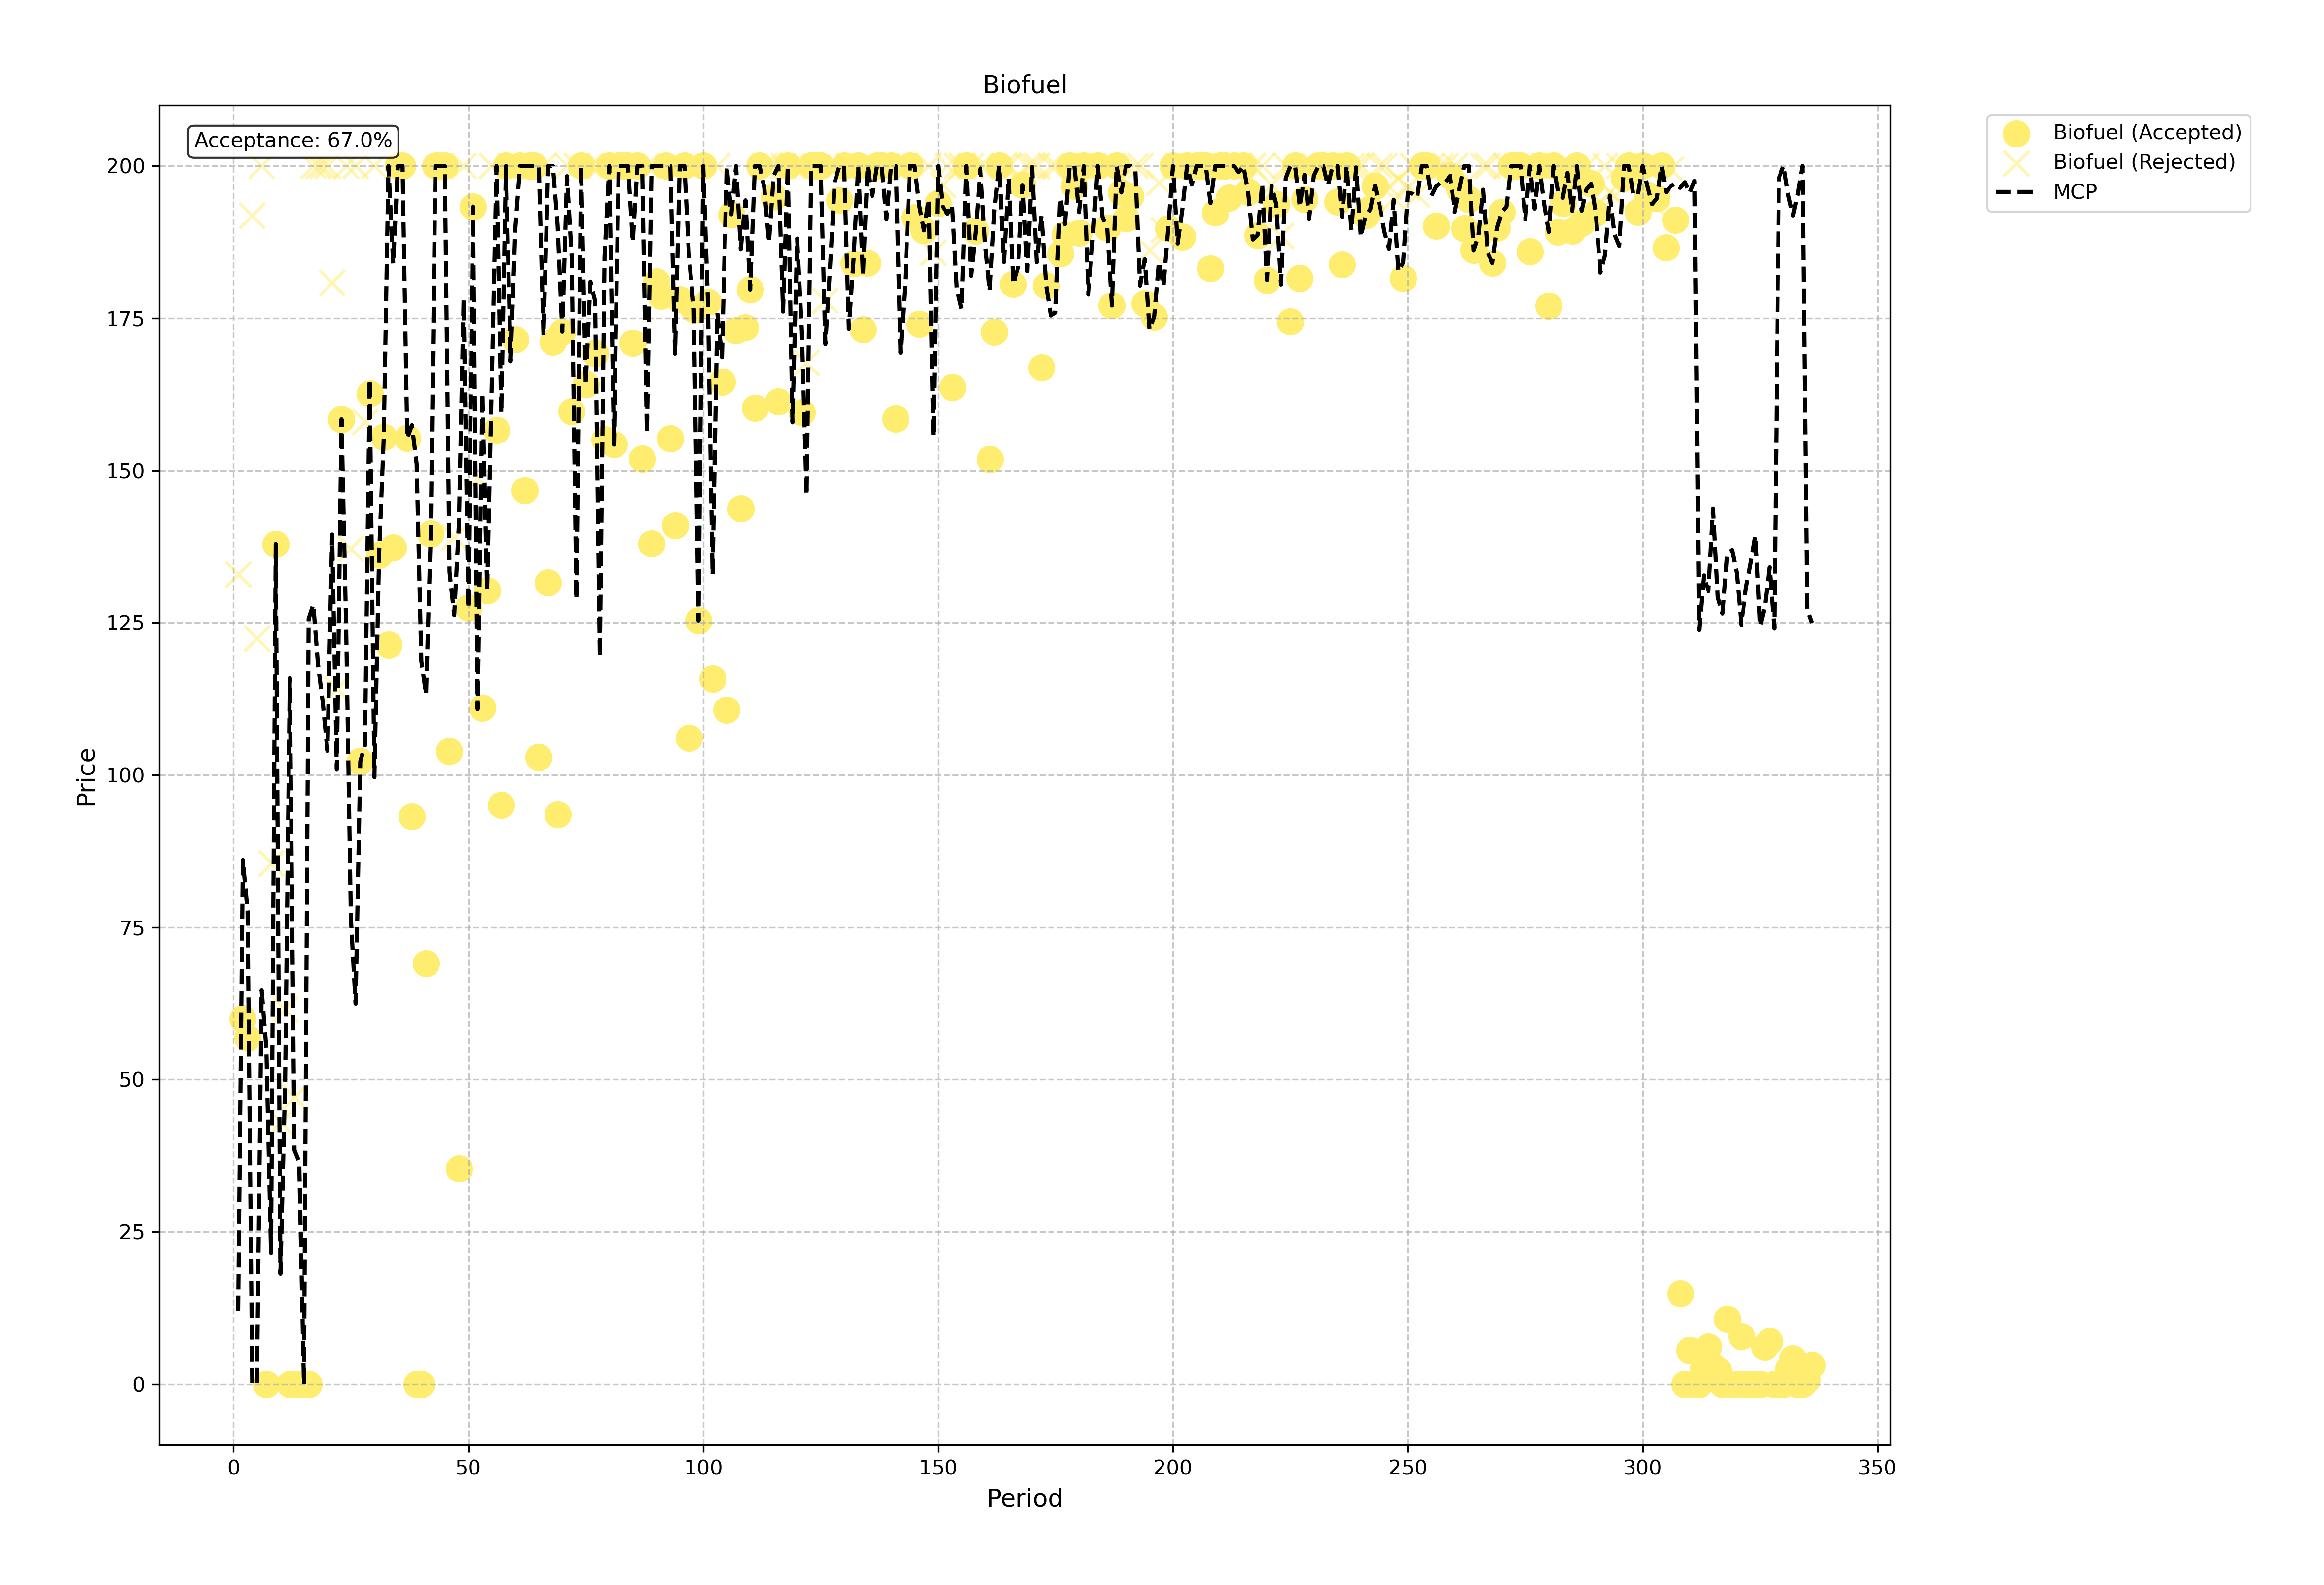 Biofuel
Acceptance: 67.0%
Biofuel (Accepted)
Biofuel (Rejected)
MCP
200
175
150
125
100
75
50
25
0
Price
0 50 100 150 200 250 300 350
Period